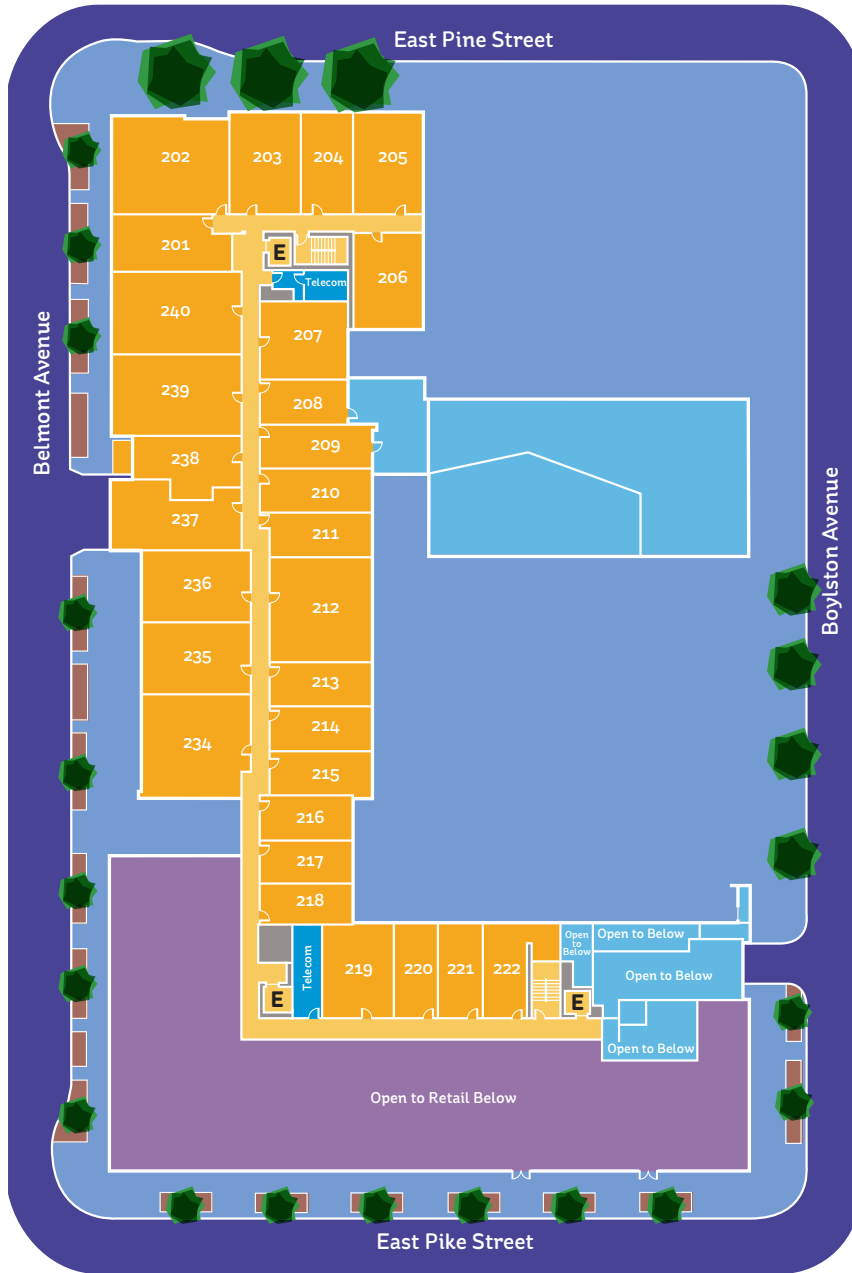 East Pine Street
202
203
204
205
201
E
206
Telecom
240
207
239
208
Belmont Avenue
209
238
210
237
211
Boylston Avenue
236
212
235
213
214
234
215
216
217
218
Open
to
Below
Open to Below
219
220
221
222
Telecom
Open to Below
E
E
Open to Below
Open to Retail Below
East Pike Street